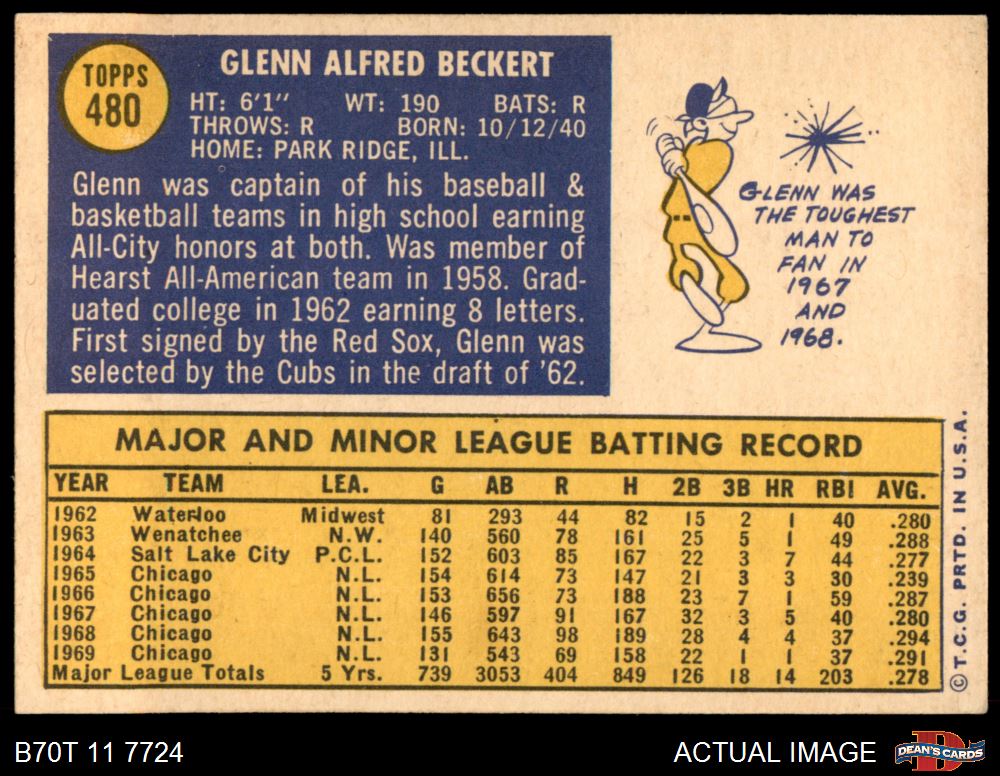 TOPPS
480
GLENN ALFRED BECKERT
HT: 6'1" WT: 190 BATS: R
THROWS: R BORN: 10/12/40
HOME: PARK RIDGE, ILL.
Glenn was captain of his baseball &
basketball teams in high school earning
All-City honors at both. Was member of
Hearst All-American team in 1958. Grad-
uated college in 1962 earning 8 letters.
First signed by the Red Sox, Glenn was
selected by the Cubs in the draft of '62.
GLENN WAS
THE TOUGHEST
MAN TO
FAN IN
1967
AND
1968.
MAJOR AND MINOR LEAGUE BATTING RECORD
YEAR TEAM LEA. G AB R H 2B 3B HR RBI AVG.
1962 Waterloo Midwest 81 293 44 82 15 2 1 40 .280
1963 Wenatchee N.W. 140 560 78 161 25 5 1 49 .288
1964 Salt Lake City P.C.L. 152 603 85 167 22 3 7 44 .277
1965 Chicago N.L. 154 614 73 147 21 3 3 30 .239
1966 Chicago N.L. 153 656 73 188 23 7 1 59 .287
1967 Chicago N.L. 146 597 91 167 32 3 5 40 .280
1968 Chicago N.L. 155 643 98 189 28 4 4 37 .294
1969 Chicago N.L. 131 543 69 158 22 1 1 37 .291
Major League Totals 5 Yrs. 739 3053 404 849 126 18 14 203 .278
© T.C.G. PRTD. IN U.S.A.
B70T 11 7724
ACTUAL IMAGE
DEAN'S CARDS